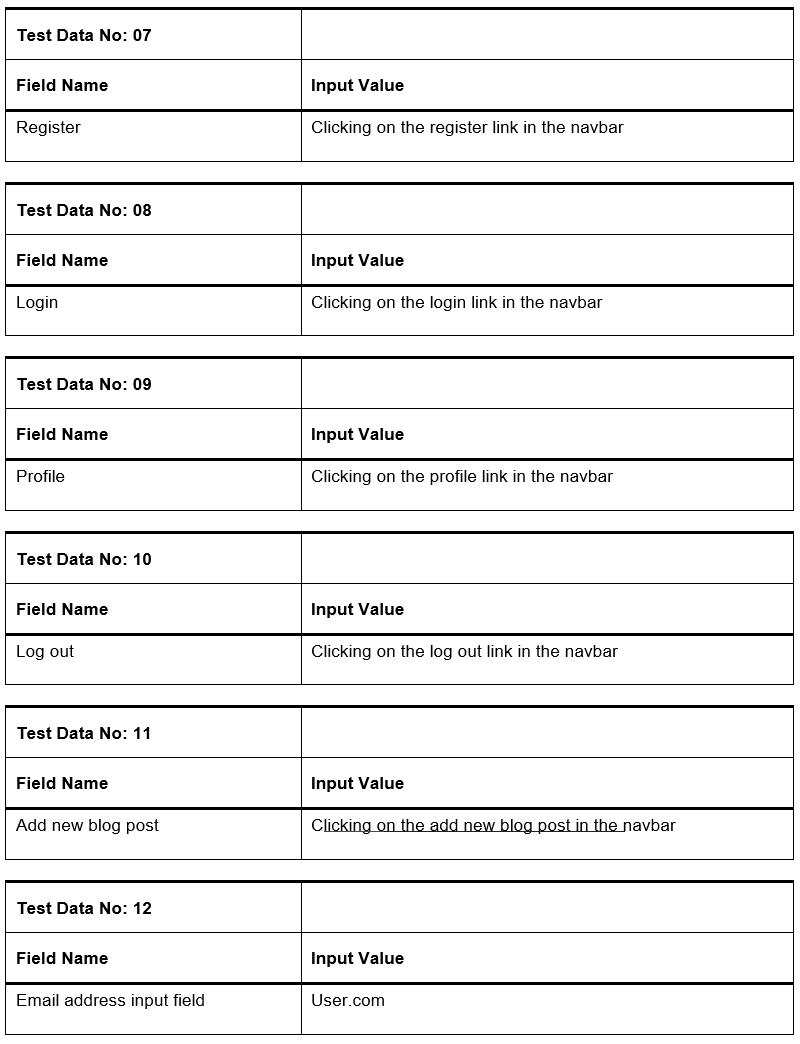 Test Data No: 07
Field Name Input Value
Register Clicking on the register link in the navbar
Test Data No: 08
Field Name Input Value
Login Clicking on the login link in the navbar
Test Data No: 09
Field Name Input Value
Profile Clicking on the profile link in the navbar
Test Data No: 10
Field Name Input Value
Log out Clicking on the log out link in the navbar
Test Data No: 11
Field Name Input Value
Add new blog post Clicking on the add new blog post in the navbar
Test Data No: 12
Field Name Input Value
Email address input field User.com